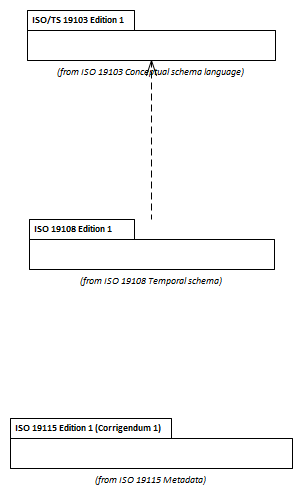 ISO/TS 19103 Edition 1
(from ISO 19103 Conceptual schema language)
ISO 19108 Edition 1
(from ISO 19108 Temporal schema)
ISO 19115 Edition 1 (Corrigendum 1)
(from ISO 19115 Metadata)